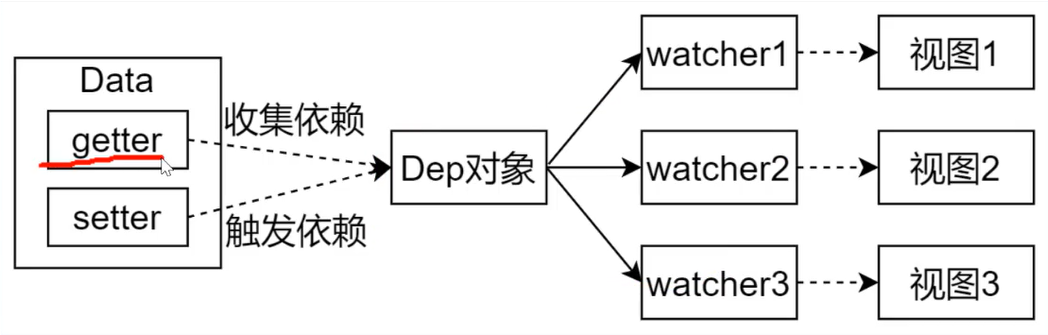 Data
getter
setter
收集依赖
触发依赖
Dep对象
watcher1
视图1
watcher2
视图2
watcher3
视图3